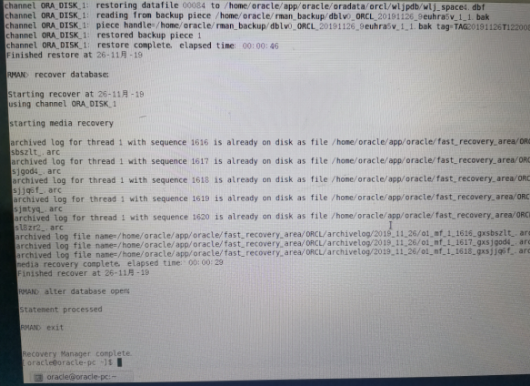 channel ORA_DISK_1: restoring datafile 00084 to /home/oracle/app/oracle/oradata/orcl/wljpdb/wlj_space4.dbf
channel ORA_DISK_1: reading from backup piece /home/oracle/rman_backup/dblv0_ORCL_20191126_9euhra5v_1_1.bak
channel ORA_DISK_1: piece handle=/home/oracle/rman_backup/dblv0_ORCL_20191126_9euhra5v_1_1.bak
channel ORA_DISK_1: restored backup piece 1
channel ORA_DISK_1: restore complete, elapsed time: 00:00:46
Finished restore at 26-11月-19
RMAN> recover database;
Starting recover at 26-11月-19
using channel ORA_DISK_1
starting media recovery
archived log for thread 1 with sequence 1616 is already on disk as file /home/oracle/app/oracle/fast_recovery_area/ORC
sbszlt_.arc
archived log for thread 1 with sequence 1617 is already on disk as file /home/oracle/app/oracle/fast_recovery_area/ORC
sjgod4_.arc
archived log for thread 1 with sequence 1618 is already on disk as file /home/oracle/app/oracle/fast_recovery_area/ORC
sjjq6f_.arc
archived log for thread 1 with sequence 1619 is already on disk as file /home/oracle/app/oracle/fast_recovery_area/ORC
sjmtyq_.arc
archived log for thread 1 with sequence 1620 is already on disk as file /home/oracle/app/oracle/fast_recovery_area/ORC
sl8zr2_.arc
archived log file name=/home/oracle/app/oracle/fast_recovery_area/ORCL/archivelog/2019_11_26/o1_mf_1_1616_gxsbszlt_.arc
archived log file name=/home/oracle/app/oracle/fast_recovery_area/ORCL/archivelog/2019_11_26/o1_mf_1_1617_gxsjgod4_.arc
archived log file name=/home/oracle/app/oracle/fast_recovery_area/ORCL/archivelog/2019_11_26/o1_mf_1_1618_gxsjjq6f_.arc
media recovery complete, elapsed time: 00:00:29
Finished recover at 26-11月-19
RMAN> alter database open;
Statement processed
RMAN> exit
Recovery Manager complete.
[oracle@oracle-pc ~]$
oracle@oracle-pc:~